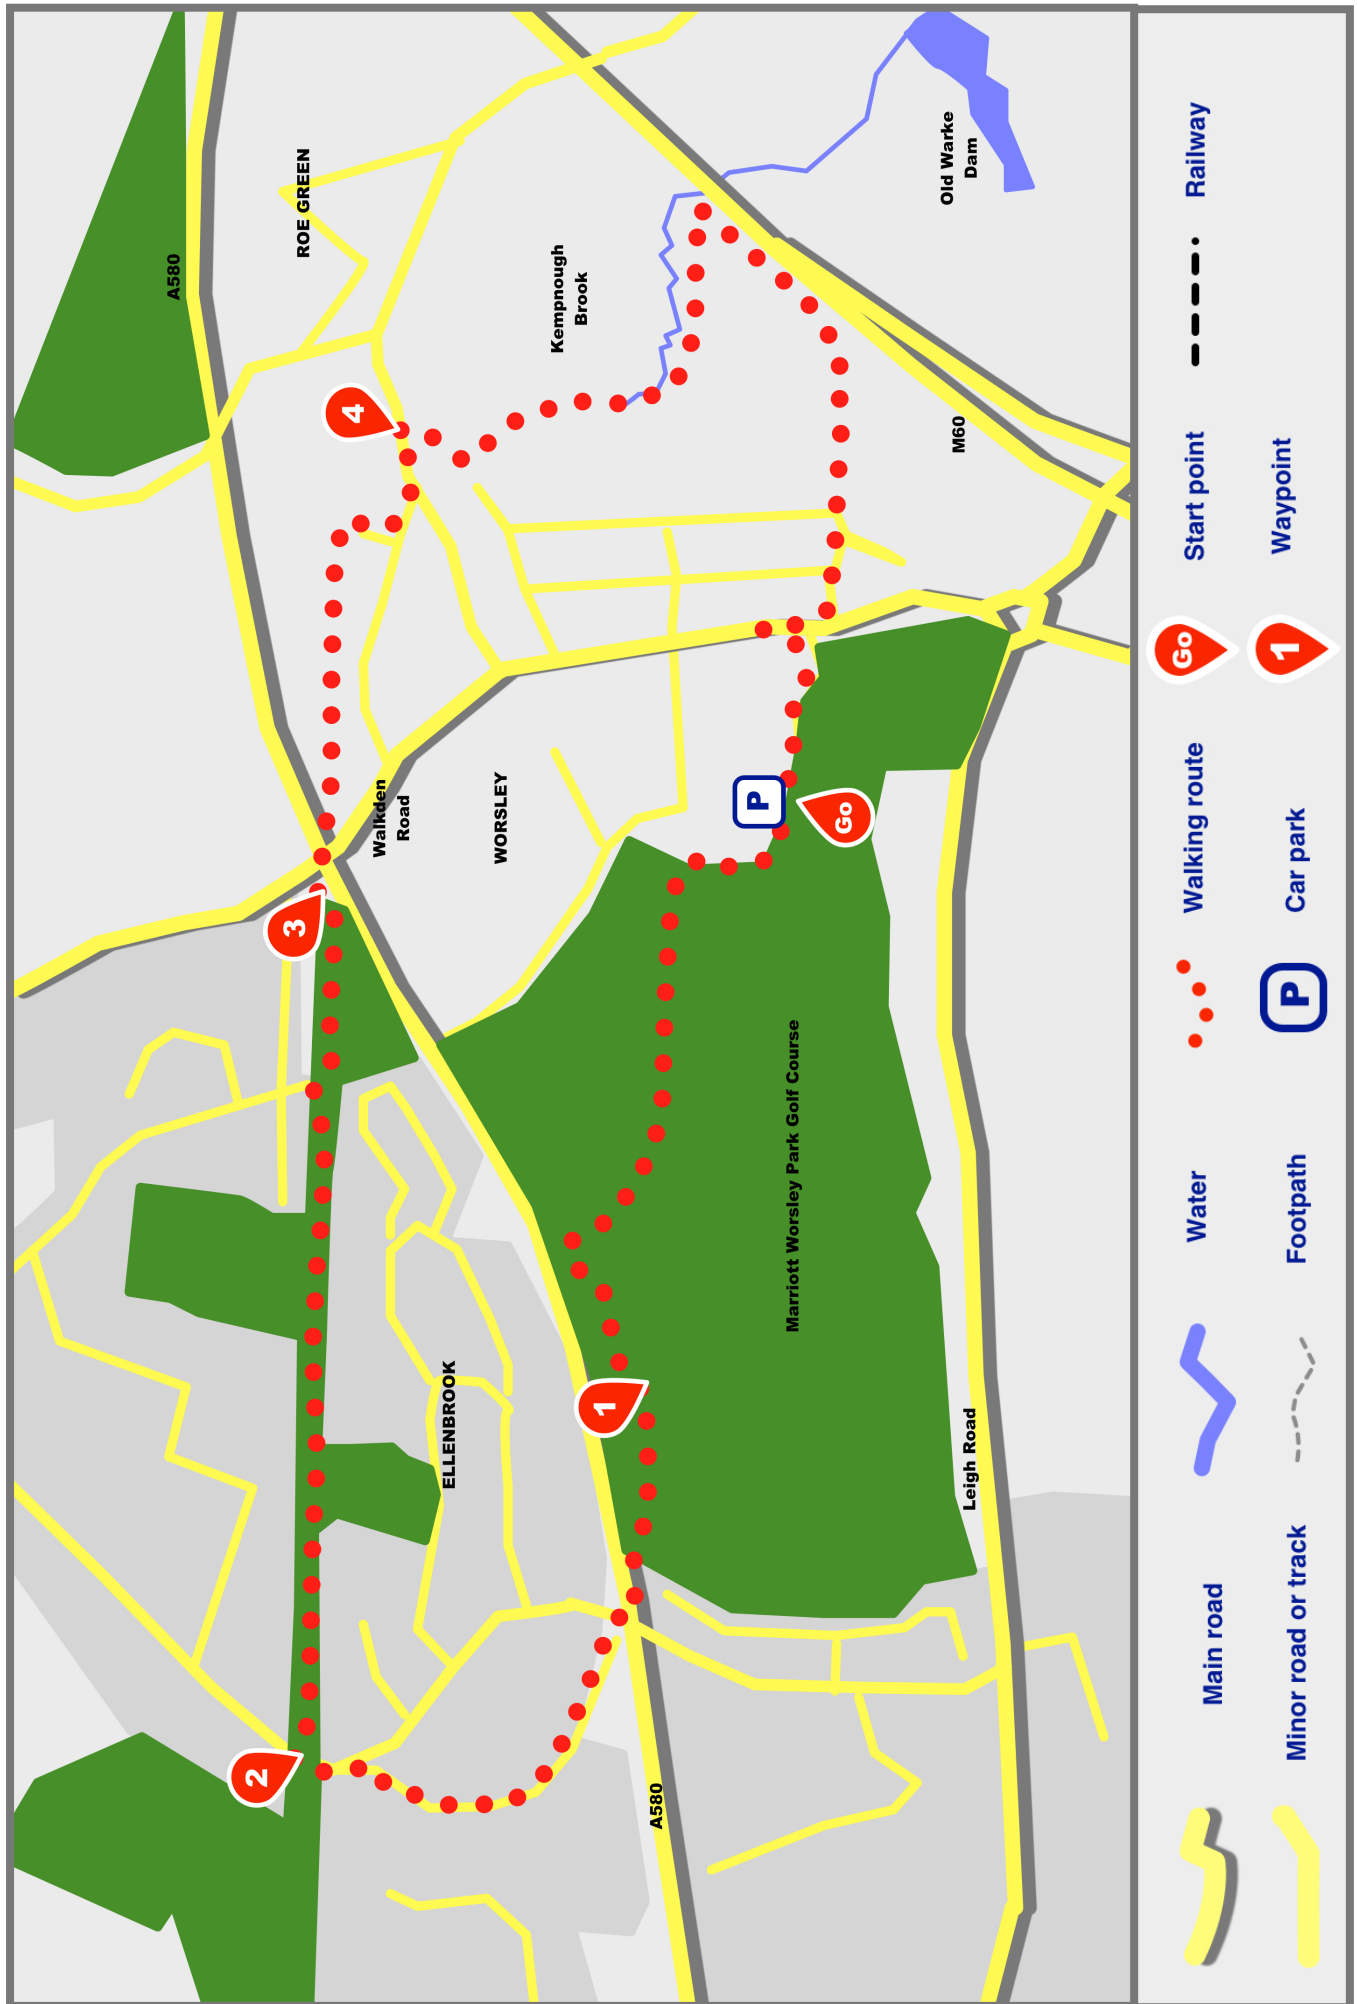 A580
2
3
ROE GREEN
4
Walkden
Road
ELLENBROOK
WORSLEY
Kempnough
Brook
1
A580
P
Marriott Worsley Park Golf Course
Go
Old Warke
Dam
M60
Leigh Road
Main road
Water
Walking route
Go
Start point
Railway
Minor road or track
Footpath
P
Car park
1
Waypoint